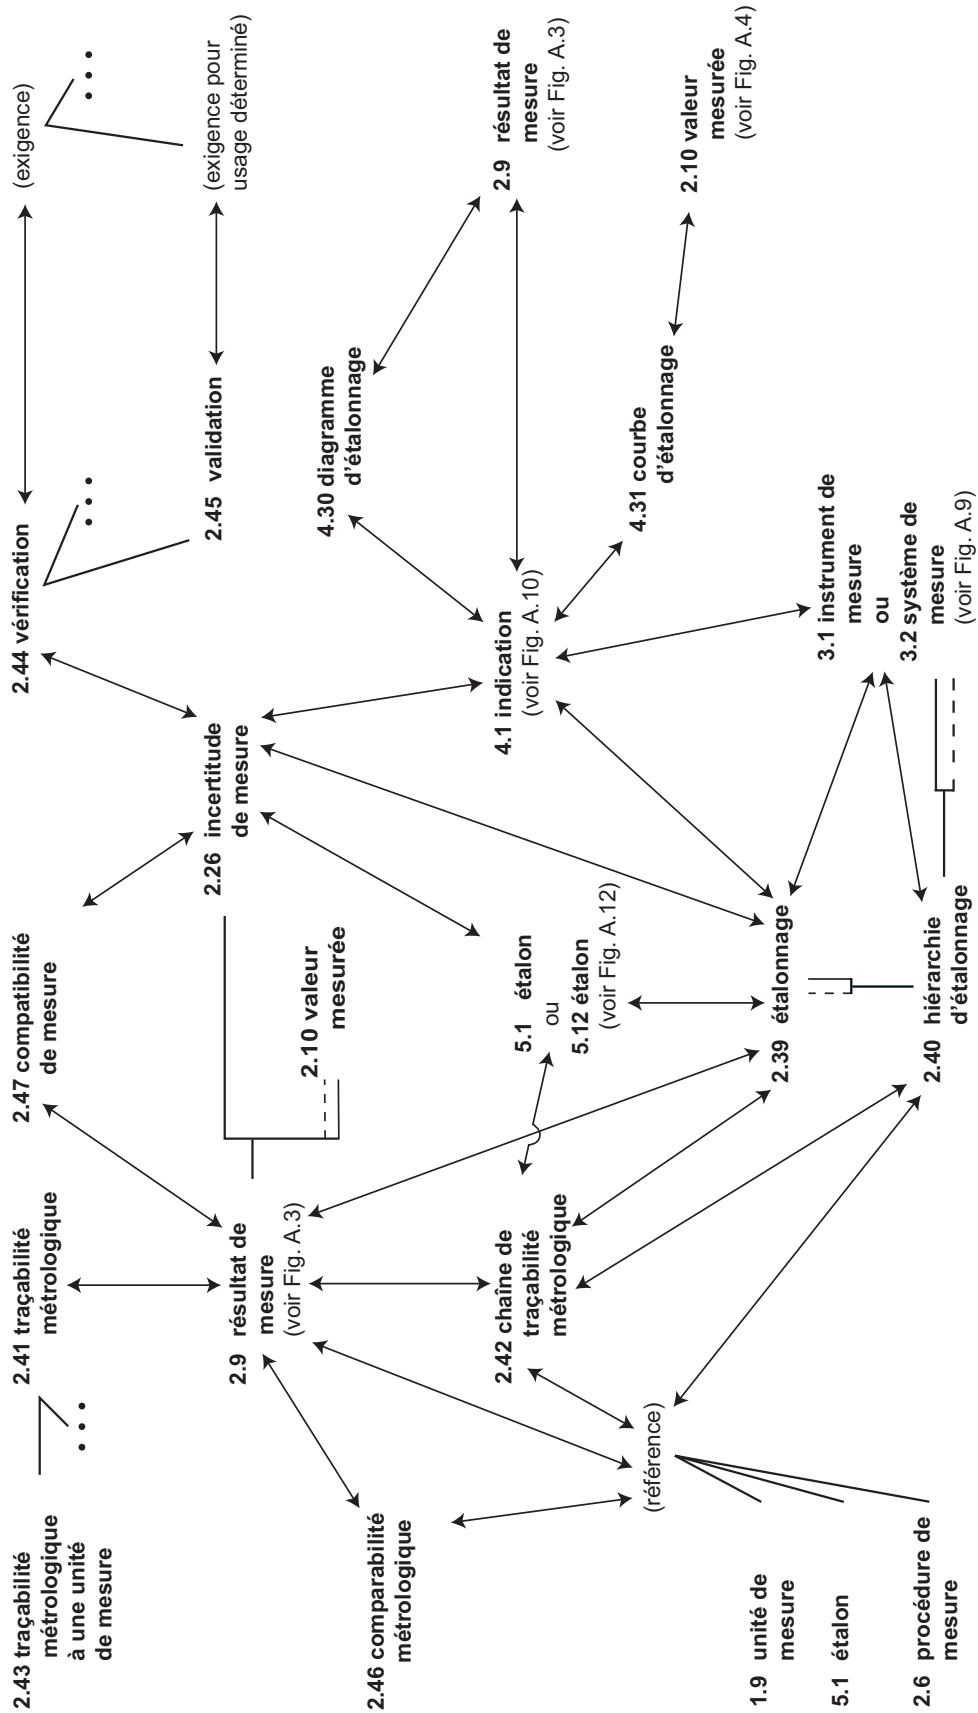 2.43 traçabilité
métrologique
à une unité
de mesure
2.41 traçabilité
métrologique
2.47 compatibilité
de mesure
2.44 vérification
(exigence)
2.9 résultat de
mesure
(voir Fig. A.3)
2.10 valeur
mesurée
2.26 incertitude
de mesure
2.45 validation
(exigence pour
usage déterminé)
2.46 comparabilité
métrologique
4.30 diagramme
d'étalonnage
2.42 chaîne de
traçabilité
métrologique
5.1 étalon
ou
5.12 étalon
(voir Fig. A.12)
4.1 indication
(voir Fig. A.10)
2.9 résultat de
mesure
(voir Fig. A.3)
(référence)
4.31 courbe
d'étalonnage
2.10 valeur
mesurée
(voir Fig. A.4)
1.9 unité de
mesure
5.1 étalon
2.6 procédure de
mesure
2.39 étalonnage
2.40 hiérarchie
d'étalonnage
3.1 instrument de
mesure
ou
3.2 système de
mesure
(voir Fig. A.9)